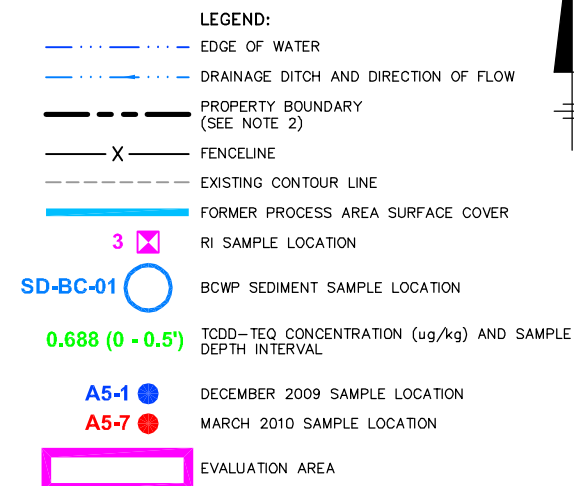 LEGEND:
EDGE OF WATER
DRAINAGE DITCH AND DIRECTION OF FLOW
PROPERTY BOUNDARY
(SEE NOTE 2)
X FENCELINE
EXISTING CONTOUR LINE
FORMER PROCESS AREA SURFACE COVER
3 RI SAMPLE LOCATION
SD-BC-01 BCWP SEDIMENT SAMPLE LOCATION
0.688 (0 - 0.5') TCDD-TEQ CONCENTRATION (ug/kg) AND SAMPLE
DEPTH INTERVAL
A5-1 DECEMBER 2009 SAMPLE LOCATION
A5-7 MARCH 2010 SAMPLE LOCATION
EVALUATION AREA